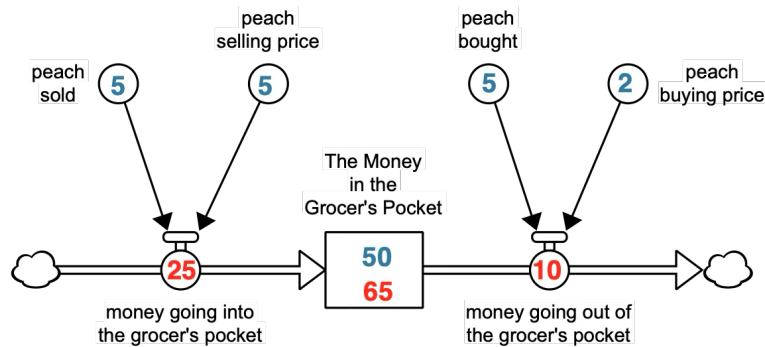 peach
sold
5
peach
selling price
5
peach
bought
5
peach
buying price
2
The Money
in the
Grocer's Pocket
50
65
25
money going into
the grocer's pocket
10
money going out of
the grocer's pocket